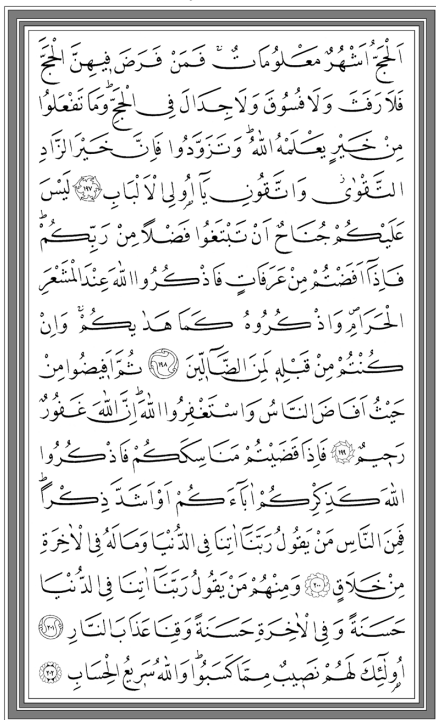 اَلْحَجُّ اَشْهُرٌ مَعْلُومَاتٌۚ فَمَنْ فَرَضَ فٖيهِنَّ الْحَجَّ
فَلَا رَفَثَ وَلَا فُسُوقَ وَلَا جِدَالَ فِي الْحَجِّؕ وَمَا تَفْعَلُوا
مِنْ خَيْرٍ يَعْلَمْهُ اللّٰهُؕ وَتَزَوَّدُوا فَاِنَّ خَيْرَ الزَّادِ
التَّقْوٰىۘ وَاتَّقُونِ يَٓا اُو۬لِي الْاَلْبَابِ ﴿١٩٧﴾ لَيْسَ
عَلَيْكُمْ جُنَاحٌ اَنْ تَبْتَغُوا فَضْلاً مِنْ رَبِّكُمْؕ
فَاِذَٓا اَفَضْتُمْ مِنْ عَرَفَاتٍ فَاذْكُرُوا اللّٰهَ عِنْدَ الْمَشْعَرِ
الْحَرَامِࣕ وَاذْكُرُوهُ كَمَا هَدٰيكُمْۚ وَاِنْ
كُنْتُمْ مِنْ قَبْلِهٖ لَمِنَ الضَّٓالّٖينَ ﴿١٩٨﴾ ثُمَّ اَفٖيضُوا مِنْ
حَيْثُ اَفَاضَ النَّاسُ وَاسْتَغْفِرُوا اللّٰهَؕ اِنَّ اللّٰهَ غَفُورٌ
رَحٖيمٌ ﴿١٩٩﴾ فَاِذَا قَضَيْتُمْ مَنَاسِكَكُمْ فَاذْكُرُوا
اللّٰهَ كَذِكْرِكُمْ اٰبَٓاءَكُمْ اَوْ اَشَدَّ ذِكْراًؕ
فَمِنَ النَّاسِ مَنْ يَقُولُ رَبَّنَٓا اٰتِنَا فِي الدُّنْيَا وَمَا لَهُ فِي الْاٰخِرَةِ
مِنْ خَلَاقٍ ﴿٢٠٠﴾ وَمِنْهُمْ مَنْ يَقُولُ رَبَّنَٓا اٰتِنَا فِي الدُّنْيَا
حَسَنَةً وَفِي الْاٰخِرَةِ حَسَنَةً وَقِنَا عَذَابَ النَّارِ ﴿٢٠١﴾
اُو۬لٰٓئِكَ لَهُمْ نَصٖيبٌ مِمَّا كَسَبُواؕ وَاللّٰهُ سَرٖيعُ الْحِسَابِ ﴿٢٠٢﴾